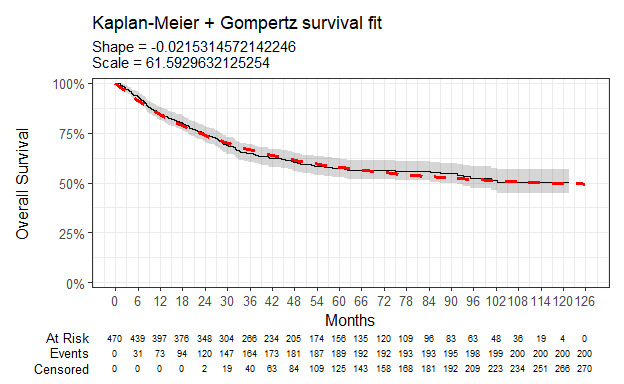 Kaplan-Meier + Gompertz survival fit
Shape = -0.0215314572142246
Scale = 61.5929632125254
100%
75%
50%
25%
0%
Overall Survival
0 6 12 18 24 30 36 42 48 54 60 66 72 78 84 90 96 102 108 114 120 126
Months
At Risk 470 439 397 376 348 304 266 234 205 174 156 135 120 109 96 83 63 48 36 19 4 0
Events 0 31 73 94 120 147 164 173 181 187 189 192 192 193 193 195 198 199 200 200 200 200
Censored 0 0 0 0 2 19 40 63 84 109 125 143 158 168 181 192 209 223 234 251 266 270